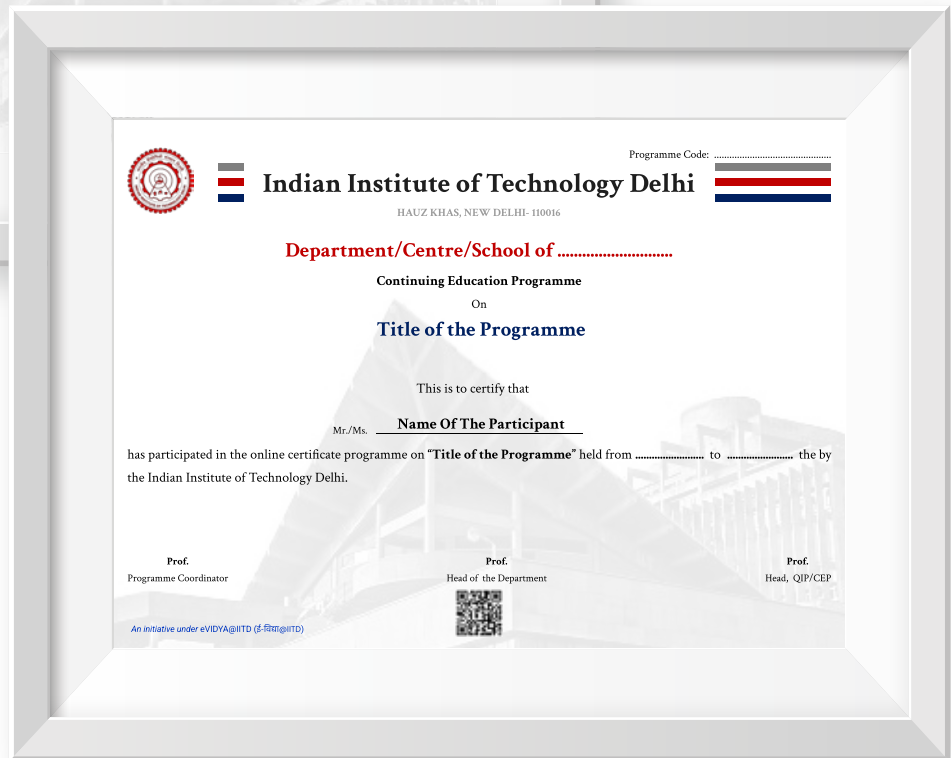 Programme Code: ............................................
Indian Institute of Technology Delhi
HAUZ KHAS, NEW DELHI- 110016
Department/Centre/School of ............................
Continuing Education Programme
On
Title of the Programme
This is to certify that
Mr./Ms. Name Of The Participant
has participated in the online certificate programme on “Title of the Programme” held from ......................... to ........................ the by
the Indian Institute of Technology Delhi.
Prof. Prof. Prof.
Programme Coordinator Head of the Department Head, QIP/CEP
An initiative under eVIDYA@IITD (ई-विद्या@IITD)